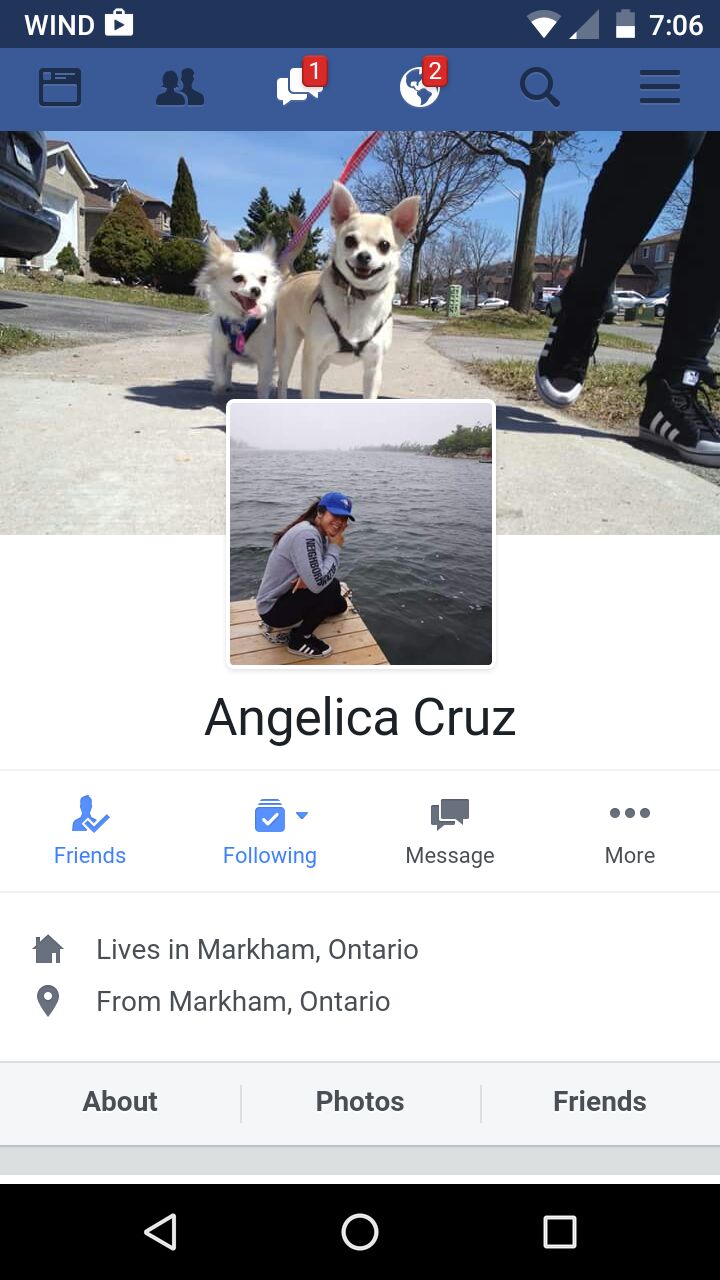 WIND 7:06
1 2
NEIGHBORHOOD
Angelica Cruz
Friends Following Message More
Lives in Markham, Ontario
From Markham, Ontario
About Photos Friends